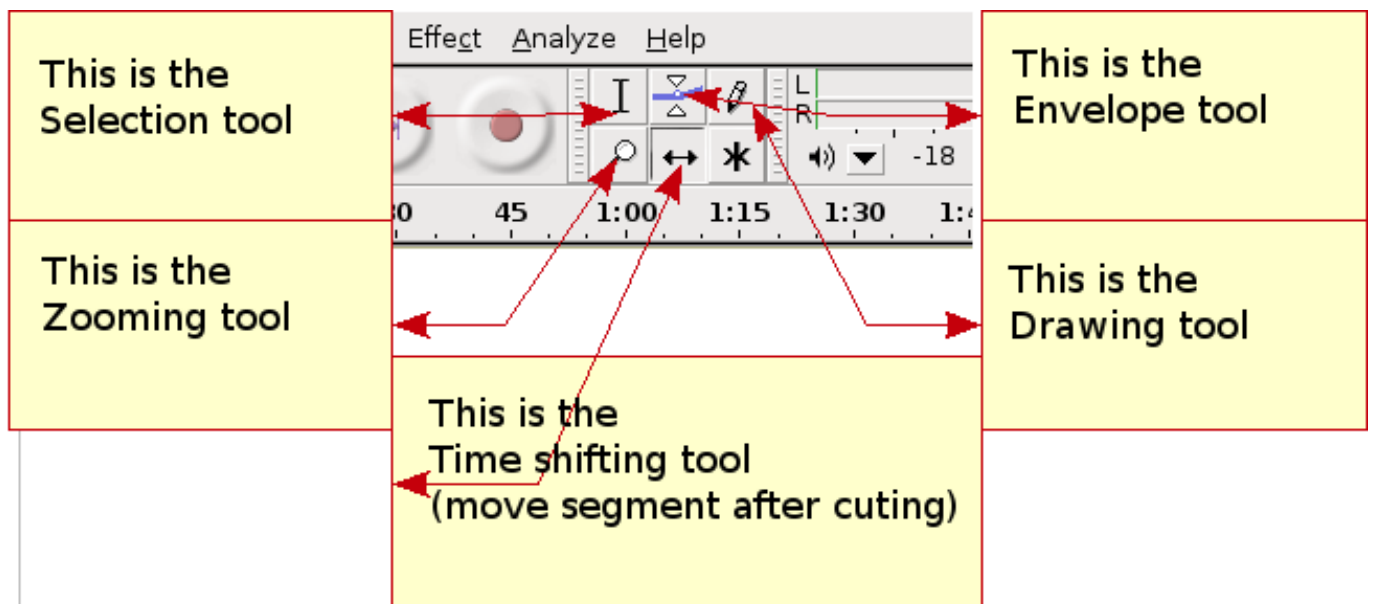 Effect Analyze Help
This is the
Selection tool
This is the
Envelope tool
L
R
-18
45 1:00 1:15 1:30
This is the
Zooming tool
This is the
Drawing tool
This is the
Time shifting tool
(move segment after cuting)